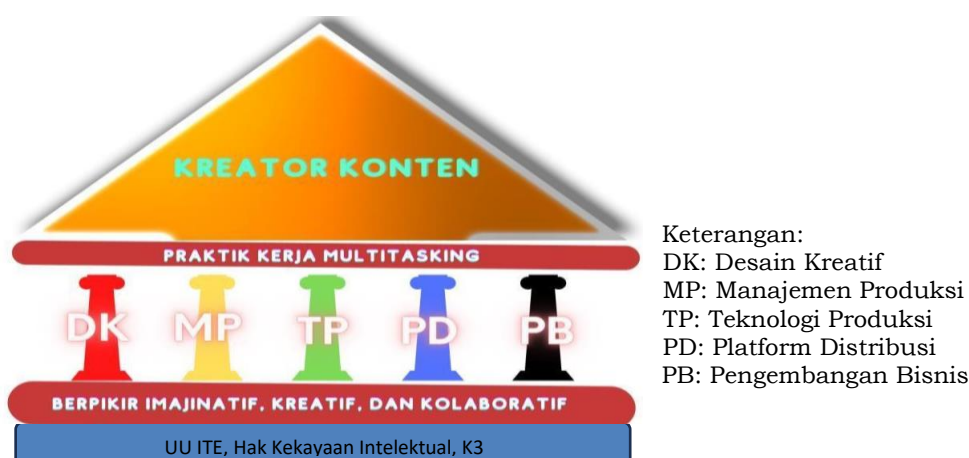 KREATOR KONTEN
PRAKTIK KERJA MULTITASKING
DK MP TP PD PB
BERPIKIR IMAJINATIF, KREATIF, DAN KOLABORATIF
UU ITE, Hak Kekayaan Intelektual, K3
Keterangan:
DK: Desain Kreatif
MP: Manajemen Produksi
TP: Teknologi Produksi
PD: Platform Distribusi
PB: Pengembangan Bisnis